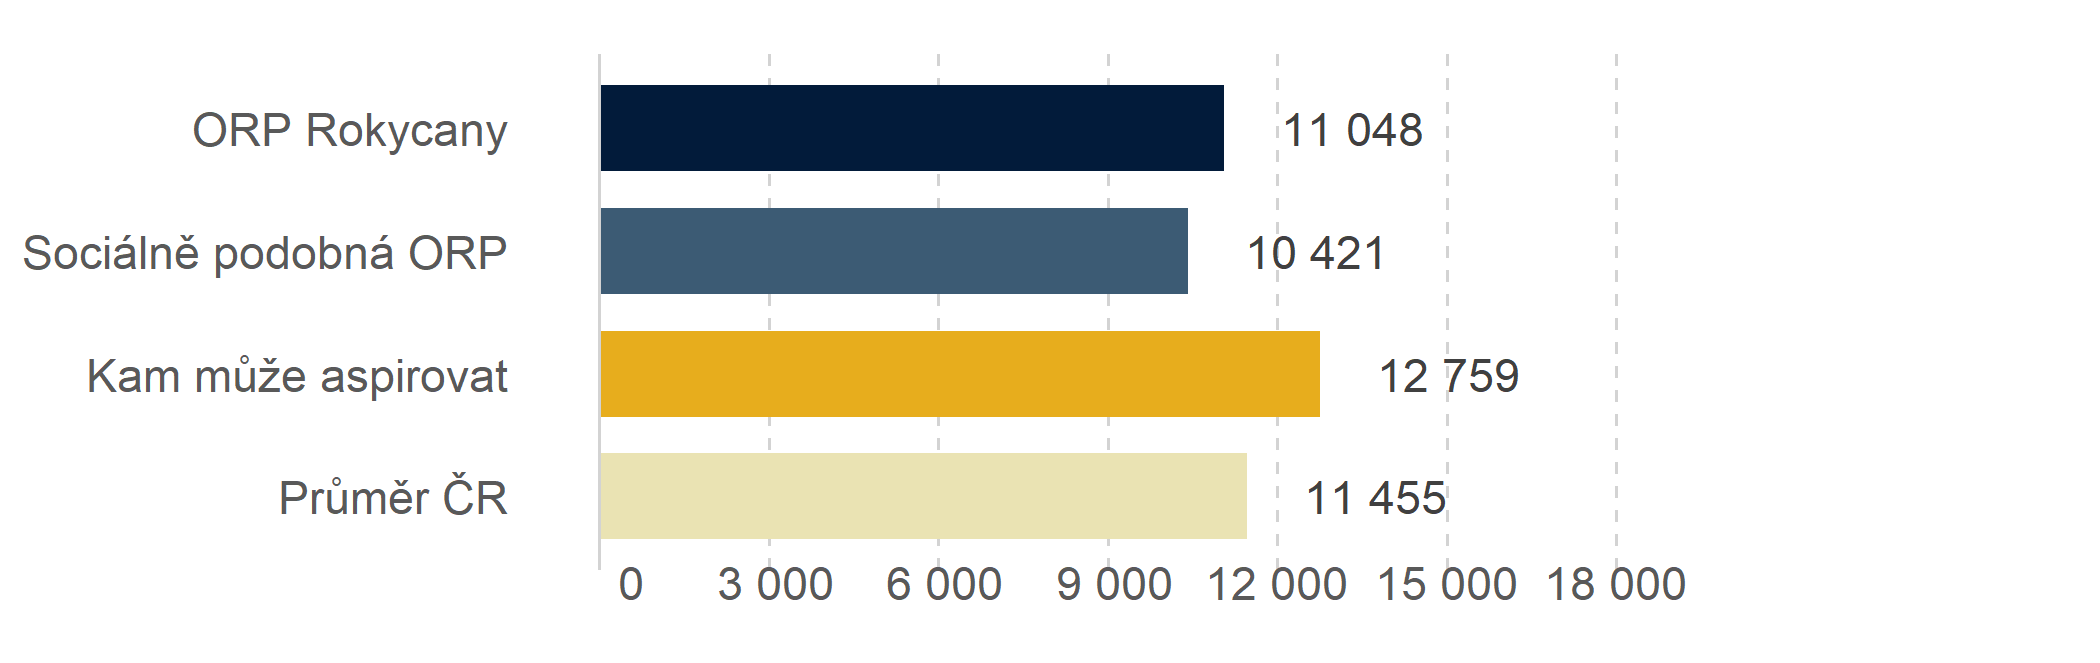 ORP Rokycany 11 048
Sociálně podobná ORP 10 421
Kam může aspirovat 12 759
Průměr ČR 11 455
0 3 000 6 000 9 000 12 000 15 000 18 000